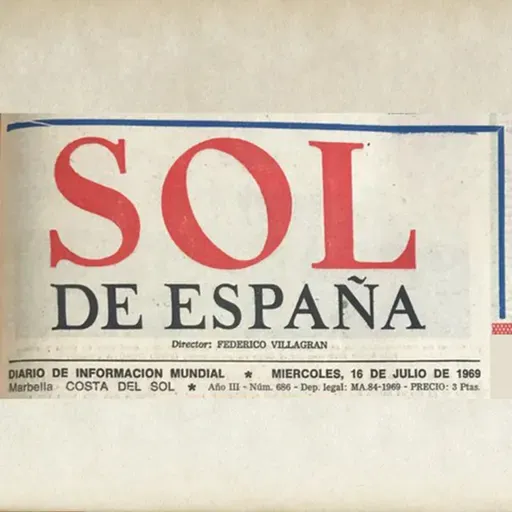 SOL
DE ESPAÑA
Director: FEDERICO VILLAGRAN
DIARIO DE INFORMACION MUNDIAL ★ MIERCOLES, 16 DE JULIO DE 1969
Marbella - COSTA DEL SOL ★ Año III - Núm. 686 - Dep. legal: MA.84-1969 - PRECIO: 3 Ptas.